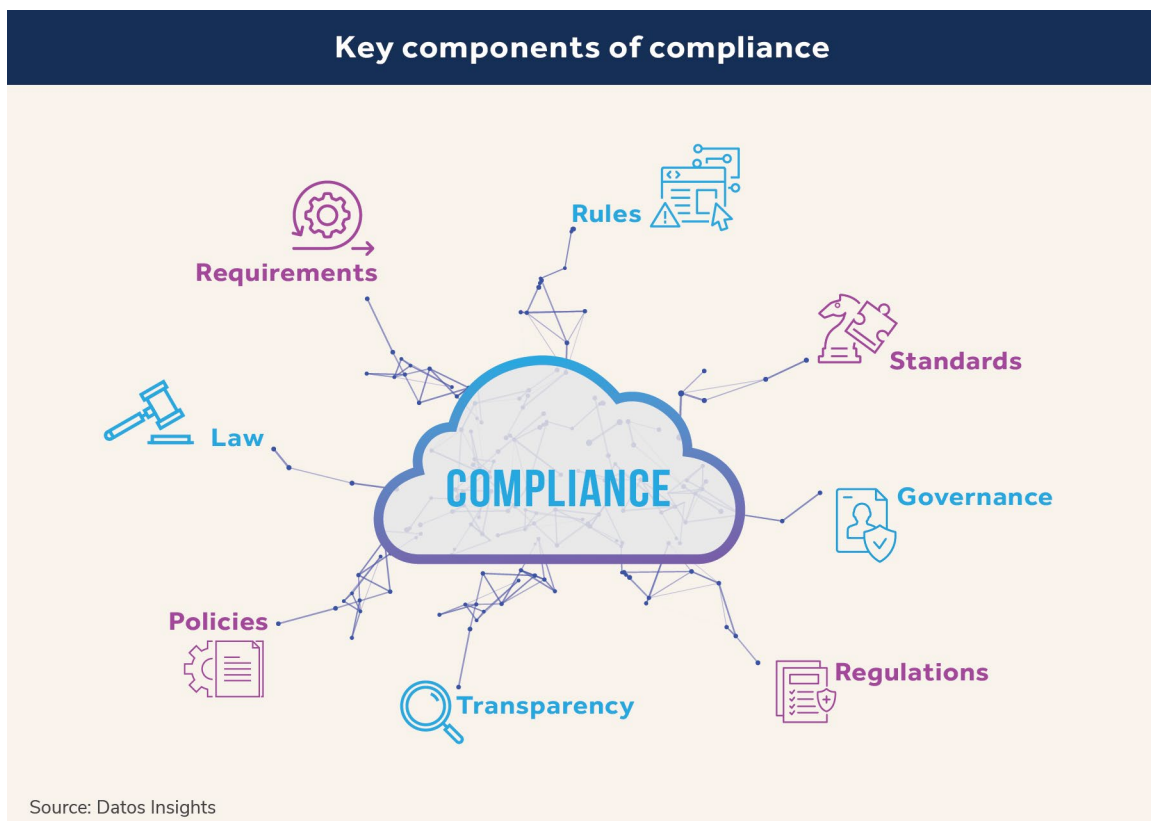 Key components of compliance
Rules
Requirements
Standards
Law
COMPLIANCE
Governance
Policies
Regulations
Transparency
Source: Datos Insights